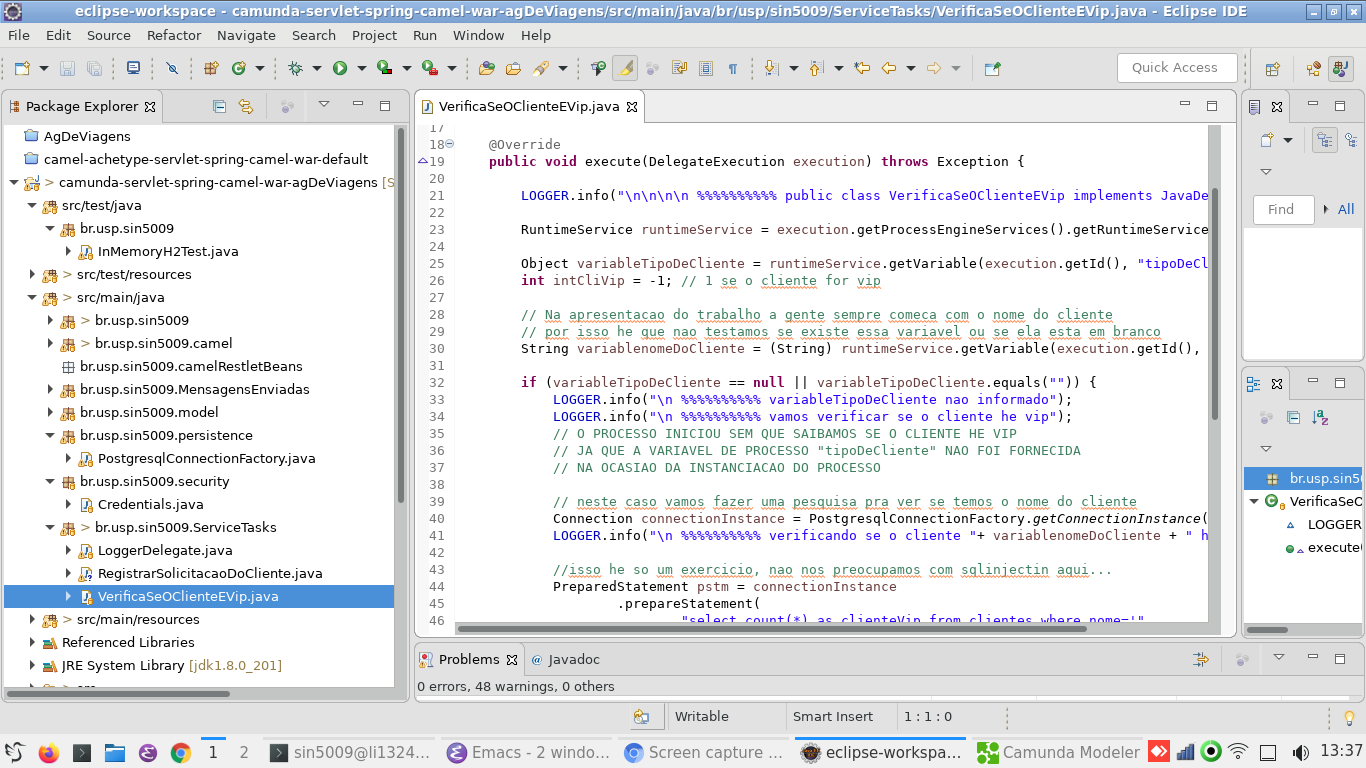 eclipse-workspace - camunda-servlet-spring-camel-war-agDeViagens/src/main/java/br/usp/sin5009/ServiceTasks/VerificaSeOClienteEVip.java - Eclipse IDE
File Edit Source Refactor Navigate Search Project Run Window Help
Quick Access
Package Explorer
AgDeViagens
camel-achetype-servlet-spring-camel-war-default
> camunda-servlet-spring-camel-war-agDeViagens [S
src/test/java
br.usp.sin5009
InMemoryH2Test.java
> src/test/resources
> src/main/java
> br.usp.sin5009
> br.usp.sin5009.camel
br.usp.sin5009.camelRestletBeans
> br.usp.sin5009.MensagensEnviadas
> br.usp.sin5009.model
br.usp.sin5009.persistence
PostgresqlConnectionFactory.java
br.usp.sin5009.security
Credentials.java
> br.usp.sin5009.ServiceTasks
LoggerDelegate.java
RegistrarSolicitacaoDoCliente.java
VerificaSeOClienteEVip.java
> src/main/resources
Referenced Libraries
JRE System Library [jdk1.8.0_201]
VerificaSeOClienteEVip.java
17
18 @Override
19 public void execute(DelegateExecution execution) throws Exception {
20
21 LOGGER.info("\n\n\n\n %%%%%%%%%% public class VerificaSeOClienteEVip implements JavaDe
22
23 RuntimeService runtimeService = execution.getProcessEngineServices().getRuntimeService
24
25 Object variableTipoDeCliente = runtimeService.getVariable(execution.getId(), "tipoDeCl
26 int intCliVip = -1; // 1 se o cliente for vip
27
28 // Na apresentacao do trabalho a gente sempre comeca com o nome do cliente
29 // por isso he que nao testamos se existe essa variavel ou se ela esta em branco
30 String variablenomeDoCliente = (String) runtimeService.getVariable(execution.getId(),
31
32 if (variableTipoDeCliente == null || variableTipoDeCliente.equals("")) {
33 LOGGER.info("\n %%%%%%%%%% variableTipoDeCliente nao informado");
34 LOGGER.info("\n %%%%%%%%%% vamos verificar se o cliente he vip");
35 // O PROCESSO INICIOU SEM QUE SAIBAMOS SE O CLIENTE HE VIP
36 // JA QUE A VARIAVEL DE PROCESSO "tipoDeCliente" NAO FOI FORNECIDA
37 // NA OCASIAO DA INSTANCIACAO DO PROCESSO
38
39 // neste caso vamos fazer uma pesquisa pra ver se temos o nome do cliente
40 Connection connectionInstance = PostgresqlConnectionFactory.getConnectionInstance(
41 LOGGER.info("\n %%%%%%%%%% verificando se o cliente "+ variablenomeDoCliente + " h
42
43 //isso he so um exercicio, nao nos preocupamos com sqlinjectin aqui...
44 PreparedStatement pstm = connectionInstance
45 .prepareStatement(
46 "select count(*) as clienteVip from clientes where nome='"
Find
All
br.usp.sin5
VerificaSeO
LOGGER
execute(
Problems
Javadoc
0 errors, 48 warnings, 0 others
Writable
Smart Insert
1 : 1 : 0
1
2
sin5009@li1324...
Emacs - 2 windo...
Screen capture ...
eclipse-workspa...
Camunda Modeler
13:37